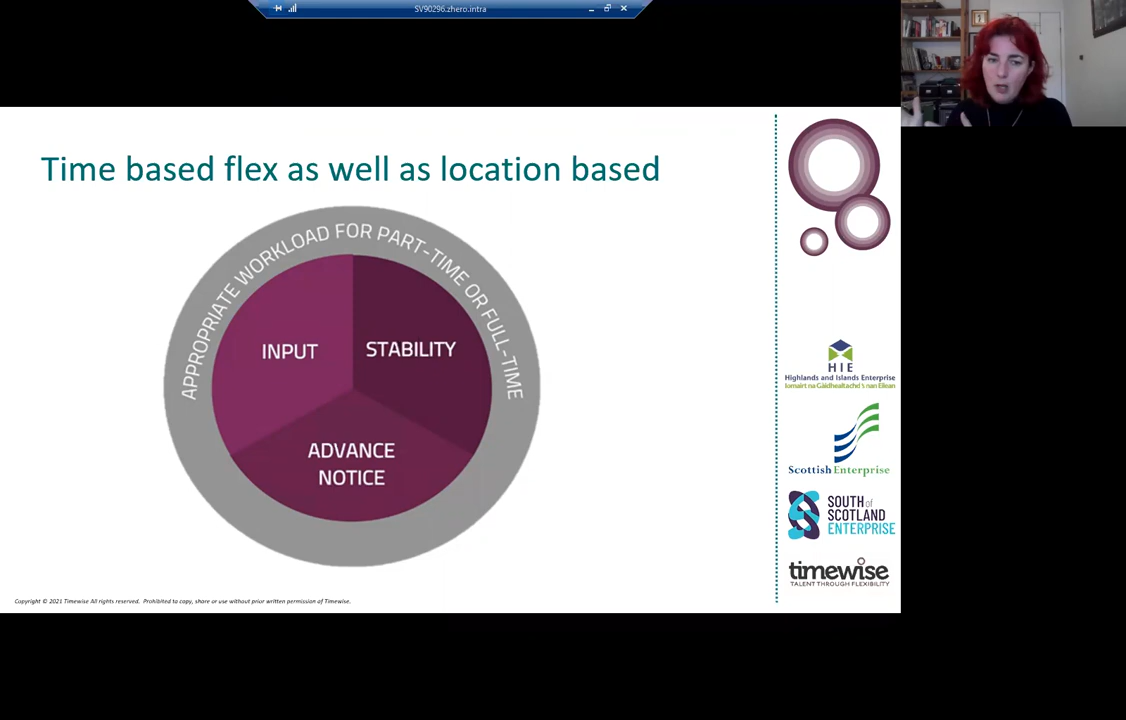 SV90296.zhero.intra
Time based flex as well as location based
APPROPRIATE WORKLOAD FOR PART-TIME OR FULL-TIME
INPUT
STABILITY
ADVANCE
NOTICE
HIE
Highlands and Islands Enterprise
Iomairt na Gàidhealtachd 's nan Eilean
Scottish Enterprise
SOUTH of
SCOTLAND
ENTERPRISE
timewise
TALENT THROUGH FLEXIBILITY
Copyright © 2021 Timewise All rights reserved. Prohibited to copy, share or use without prior written permission of Timewise.